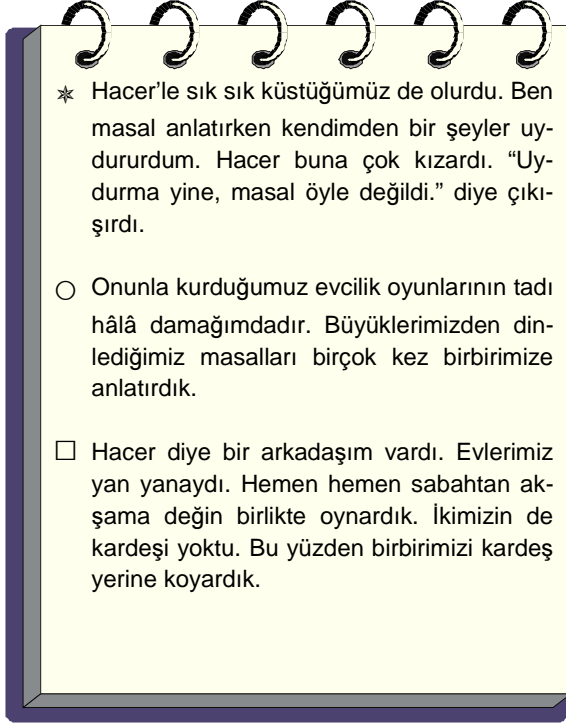 ✴ Hacer’le sık sık küstüğümüz de olurdu. Ben
masal anlatırken kendimden bir şeyler uy-
dururdum. Hacer buna çok kızardı. “Uy-
durma yine, masal öyle değildi.” diye çıkı-
şırdı.
○ Onunla kurduğumuz evcilik oyunlarının tadı
hâlâ damağımdadır. Büyüklerimizden din-
lediğimiz masalları birçok kez birbirimize
anlatırdık.
□ Hacer diye bir arkadaşım vardı. Evlerimiz
yan yanaydı. Hemen hemen sabahtan ak-
şama değin birlikte oynardık. İkimizin de
kardeşi yoktu. Bu yüzden birbirimizi kardeş
yerine koyardık.